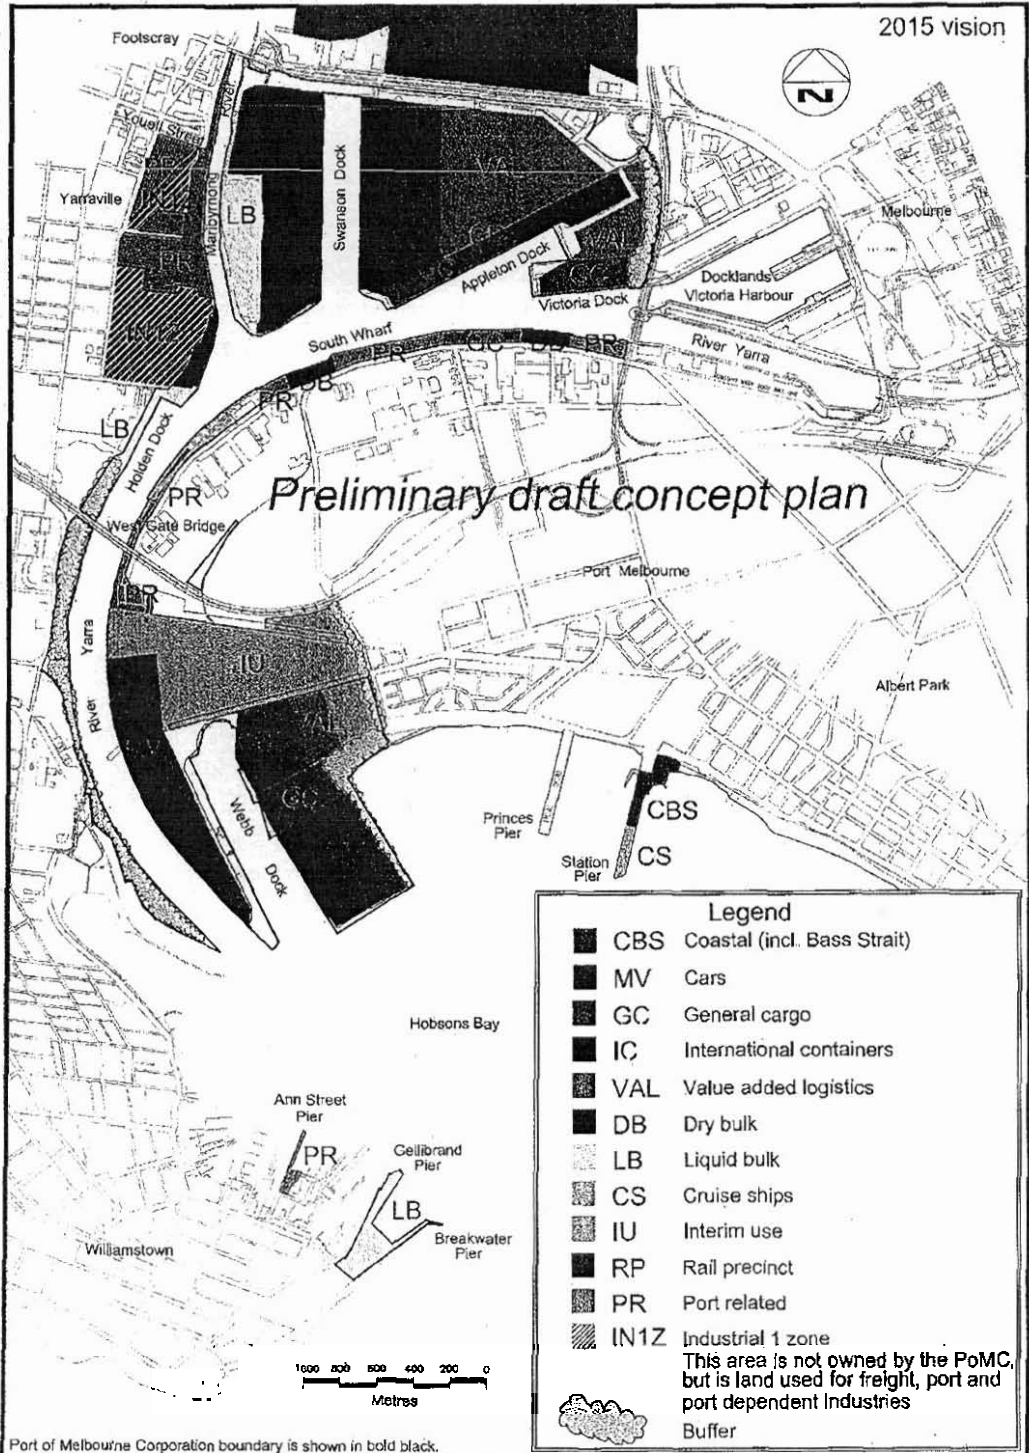 2015 vision
Footscray
N
Youell Street
River
Maribyrnong
PR
IN1Z
Yarraville
PR
LB
Swanson Dock
VAL
GC
Melbourne
Appleton Dock
VAL
GC
Victoria Dock
Docklands
Victoria Harbour
IN1Z
South Wharf
PR
GC
DB
PR
River Yarra
DB
PR
LB
Holden Dock
PR
Preliminary draft concept plan
West Gate Bridge
Port Melbourne
PR
Yarra
River
IU
Albert Park
VAL
GC
Webb
Dock
Princes
Pier
CBS
Station
Pier
CS
Hobsons Bay
Ann Street
Pier
PR
Gellibrand
Pier
LB
Breakwater
Pier
Williamstown
1000 800 600 400 200 0
Metres
Legend
CBS Coastal (incl. Bass Strait)
MV Cars
GC General cargo
IC International containers
VAL Value added logistics
DB Dry bulk
LB Liquid bulk
CS Cruise ships
IU Interim use
RP Rail precinct
PR Port related
IN1Z Industrial 1 zone
This area is not owned by the PoMC,
but is land used for freight, port and
port dependent industries
Buffer
Port of Melbourne Corporation boundary is shown in bold black.